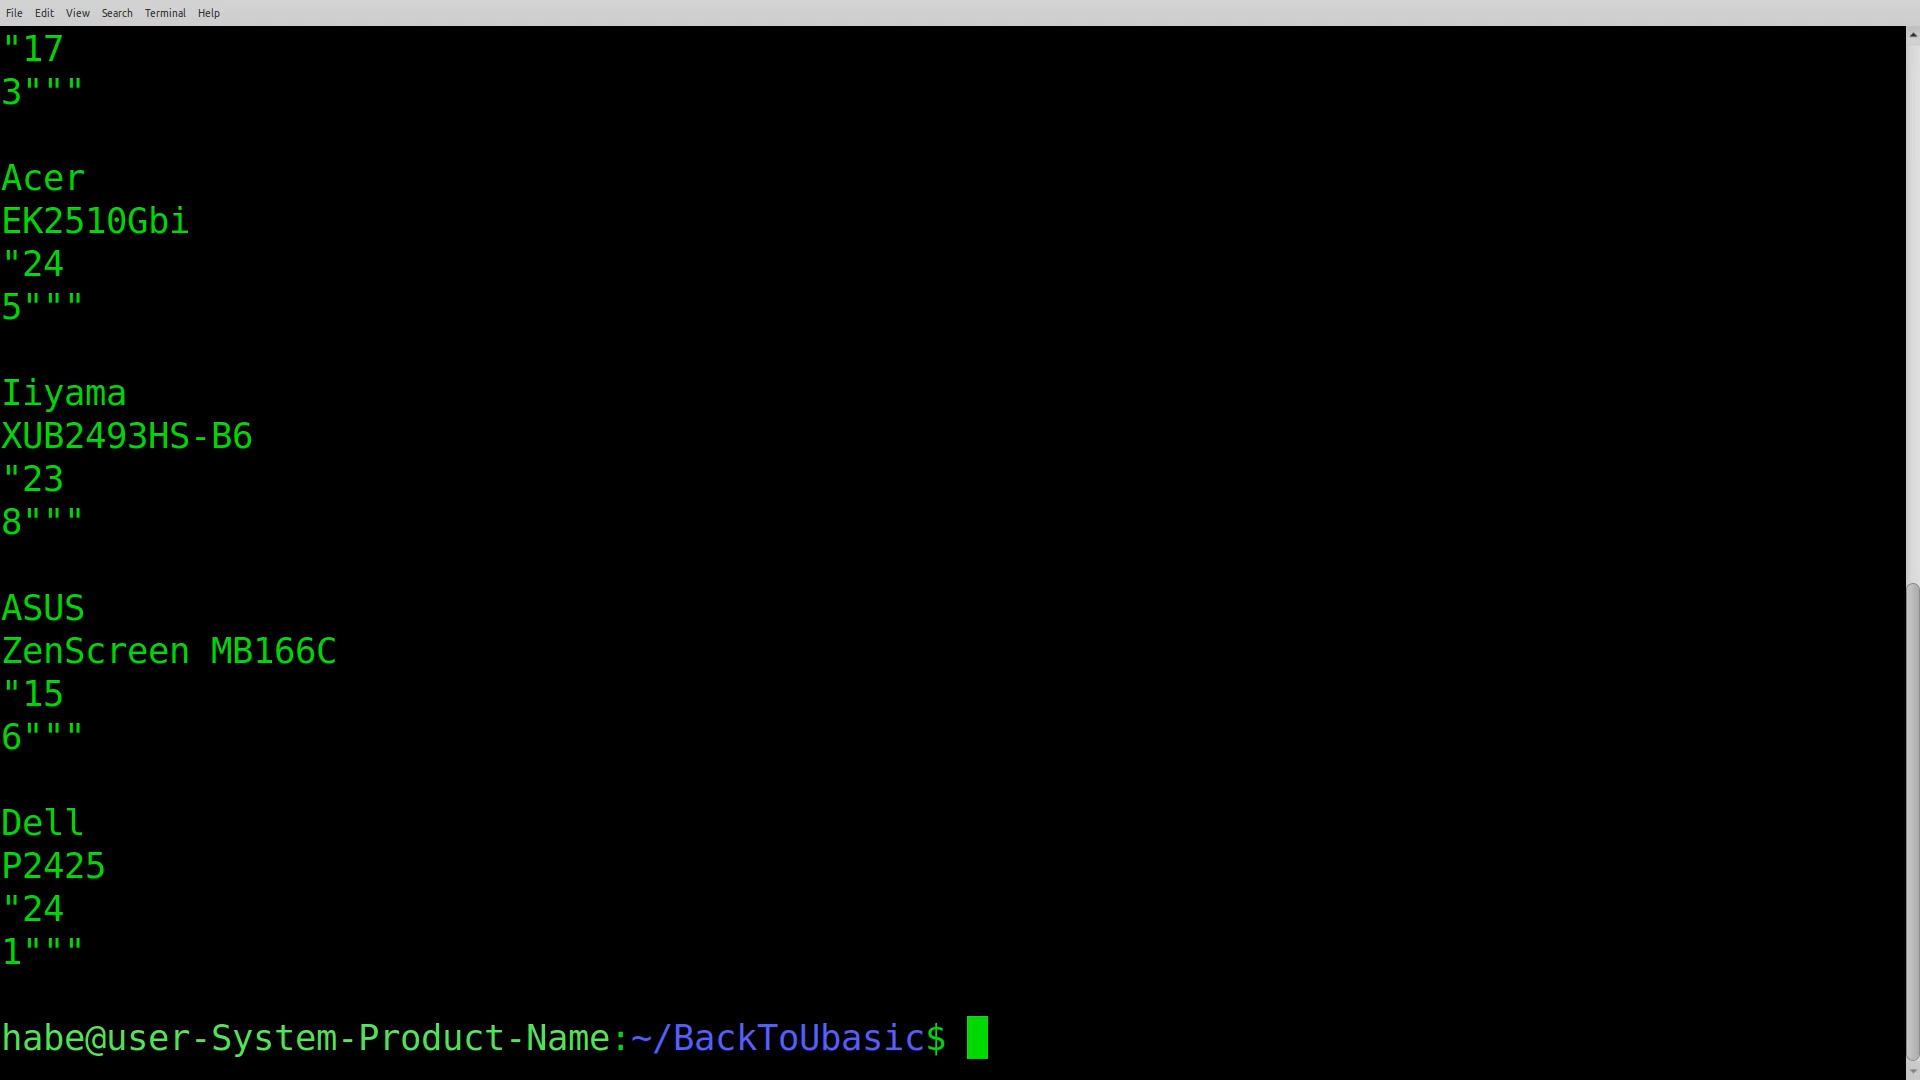 File Edit View Search Terminal Help
"17
3"""
Acer
EK2510Gbi
"24
5"""
Iiyama
XUB2493HS-B6
"23
8"""
ASUS
ZenScreen MB166C
"15
6"""
Dell
P2425
"24
1"""
habe@user-System-Product-Name:~/BackToUbasic$